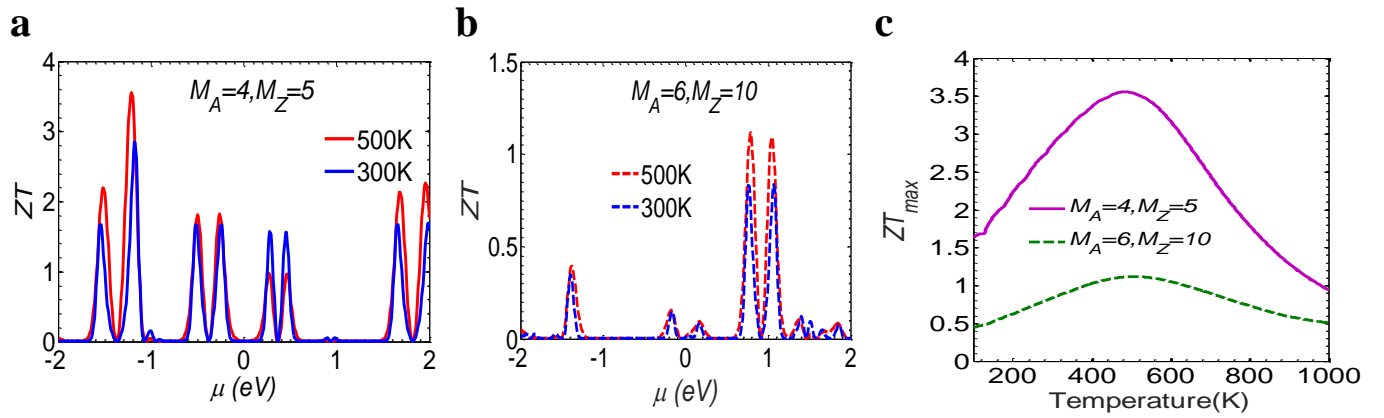 a
4
3
2
1
0
ZT
M_A=4,M_Z=5
500K
300K
-2 -1 0 1 2
μ (eV)
b
1.5
1
0.5
0
ZT
M_A=6,M_Z=10
500K
300K
-2 -1 0 1 2
μ (eV)
c
4
3.5
3
2.5
2
1.5
1
0.5
0
ZT_max
M_A=4,M_Z=5
M_A=6,M_Z=10
200 400 600 800 1000
Temperature(K)